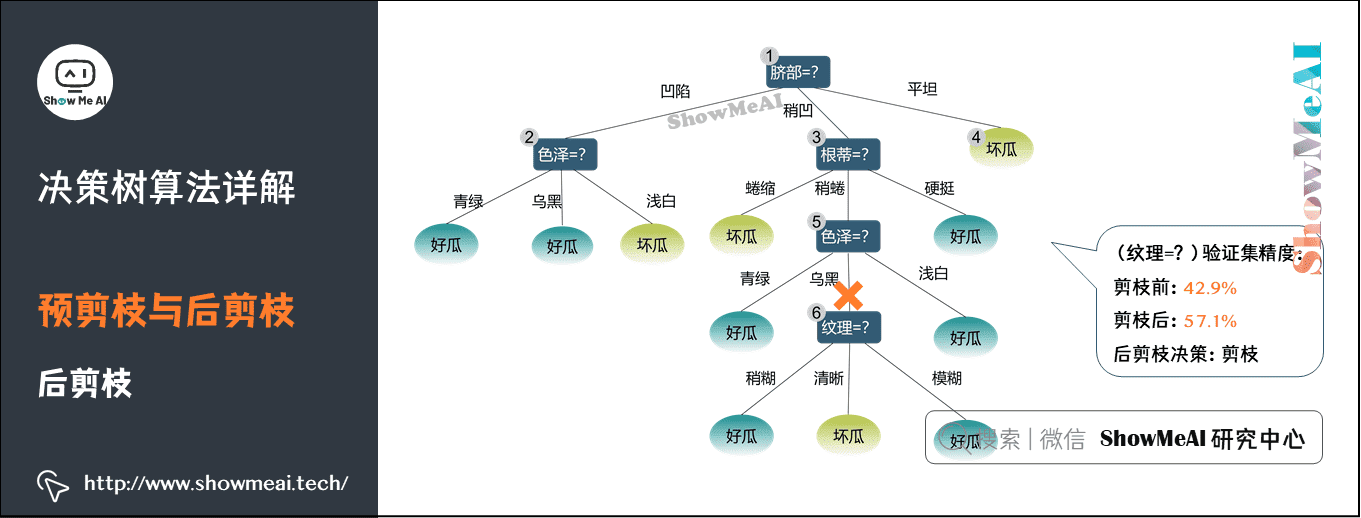 Show Me AI
决策树算法详解
预剪枝与后剪枝
后剪枝
http://www.showmeai.tech/
1
脐部=?
凹陷
稍凹
平坦
ShowMeAI
2
色泽=?
3
根蒂=?
4
坏瓜
青绿
乌黑
浅白
蜷缩
稍蜷
硬挺
好瓜
好瓜
坏瓜
坏瓜
5
色泽=?
好瓜
青绿
乌黑
浅白
好瓜
6
纹理=?
好瓜
稍糊
清晰
模糊
好瓜
坏瓜
好瓜
(纹理=?)验证集精度:
剪枝前: 42.9%
剪枝后: 57.1%
后剪枝决策: 剪枝
搜索 | 微信 ShowMeAI 研究中心
ShowMeAI